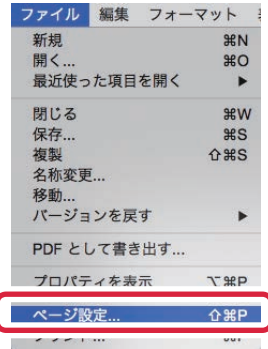 ファイル 編集 フォーマット
新規 ⌘N
開く... ⌘O
最近使った項目を開く ▶
閉じる ⌘W
保存... ⌘S
複製 ⇧⌘S
名称変更...
移動...
バージョンを戻す ▶
PDF として書き出す...
プロパティを表示 ⌥⌘P
ページ設定... ⇧⌘P